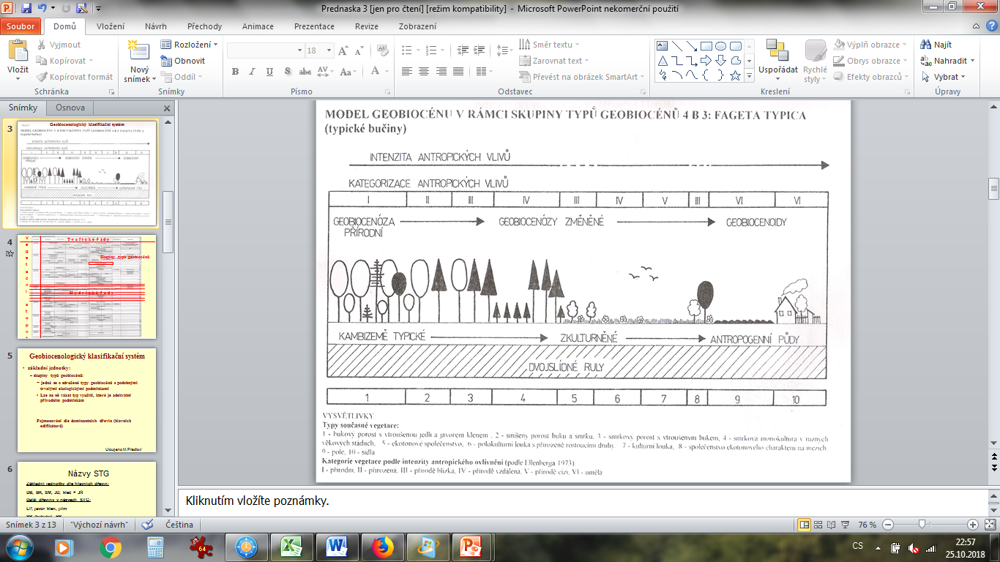 Prednaska 3 [jen pro čtení] [režim kompatibility] - Microsoft PowerPoint nekomerční použití
Soubor Domů Vložení Návrh Přechody Animace Prezentace Revize Zobrazení
Vložit
Vyjmout
Kopírovat
Kopírovat formát
Schránka
Nový snímek
Rozložení
Obnovit
Oddíl
Snímky
18
Písmo
Odstavec
Směr textu
Zarovnat text
Převést na obrázek SmartArt
Uspořádat
Rychlé styly
Výplň obrazce
Obrys obrazce
Efekty obrazců
Kreslení
Najít
Nahradit
Vybrat
Úpravy
Snímky Osnova
3
Geobiocenologický klasifikační systém
4
Trofické řady
Skupiny typů geobiocénů
Hydrické řady
5
Geobiocenologický klasifikační systém
• základní jednotky:
– skupiny typů geobiocénů:
– jedná se o sdružené typy geobiocénů s podobnými
trvalými ekologickými podmínkami
• Lze na ně vázat typ využití, které je adekvátní
přírodním podmínkám
Pojmenování dle dominantních dřevin (hlavních
edifikátorů)
6
Názvy STG
Základní jednotky dle hlavních dřevin:
DB, BK, SM, JD, kleč + JŘ
Další dřeviny v názvech STG:
LP, javor klen, jilm
MODEL GEOBIOCÉNU V RÁMCI SKUPINY TYPŮ GEOBIOCÉNŮ 4 B 3: FAGETA TYPICA
(typické bučiny)
INTENZITA ANTROPICKÝCH VLIVŮ
KATEGORIZACE ANTROPICKÝCH VLIVŮ
I II III IV III IV V III VI VI
GEOBIOCENÓZA PŘÍRODNÍ
GEOBIOCENÓZY ZMĚNĚNÉ
GEOBIOCENOIDY
KAMBIZEMĚ TYPICKÉ ZKULTURNĚNÉ ANTROPOGENNÍ PŮDY
DVOJSLÍDNÉ RULY
1 2 3 4 5 6 7 8 9 10
VYSVĚTLIVKY:
Typy současné vegetace:
1 - bukový porost s vtroušenou jedlí a javorem klenem, 2 - smíšený porost buku a smrku, 3 - smrkový porost s vtroušeným bukem, 4 - smrková monokultura v různých
věkových stádiích, 5 - ekotonové společenstvo, 6 - polokulturní louka s přirozeně rostoucími druhy, 7 - kulturní louka, 8 - společenstvo ekotonového charakteru na mezích,
9 - pole, 10 - sídla
Kategorie vegetace podle intenzity antropického ovlivnění (podle Ellenberga 1973):
I - přírodní, II - přirozená, III - přírodě blízká, IV - přírodě vzdálená, V - přírodě cizí, VI - umělá
Kliknutím vložíte poznámky.
Snímek 3 z 13 "Výchozí návrh" Čeština
76 %
64
CS
22:57
25.10.2018